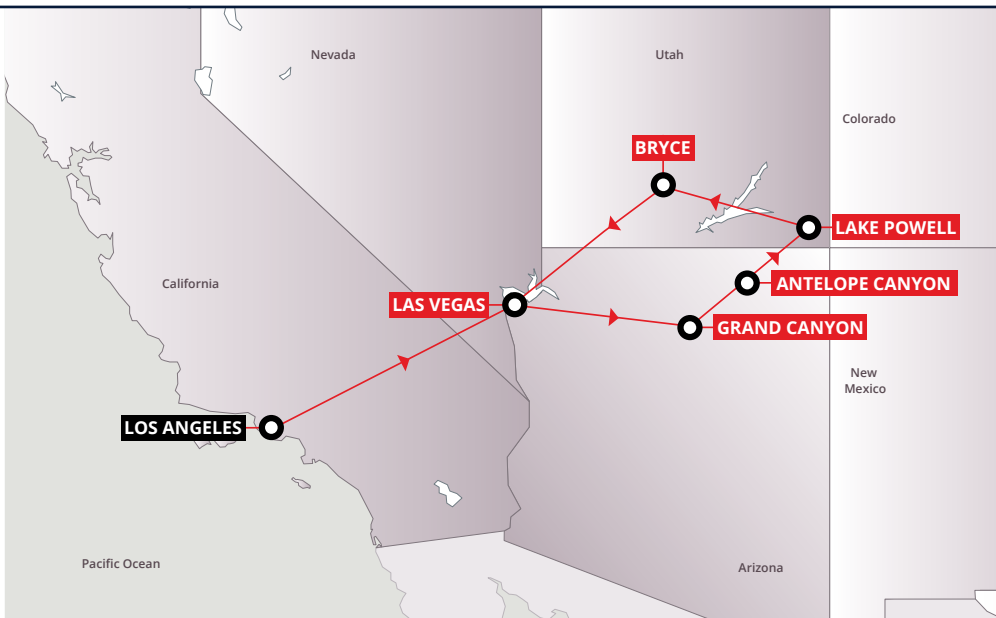 Nevada
Utah
Colorado
BRYCE
LAKE POWELL
California
ANTELOPE CANYON
LAS VEGAS
GRAND CANYON
New
Mexico
LOS ANGELES
Pacific Ocean
Arizona